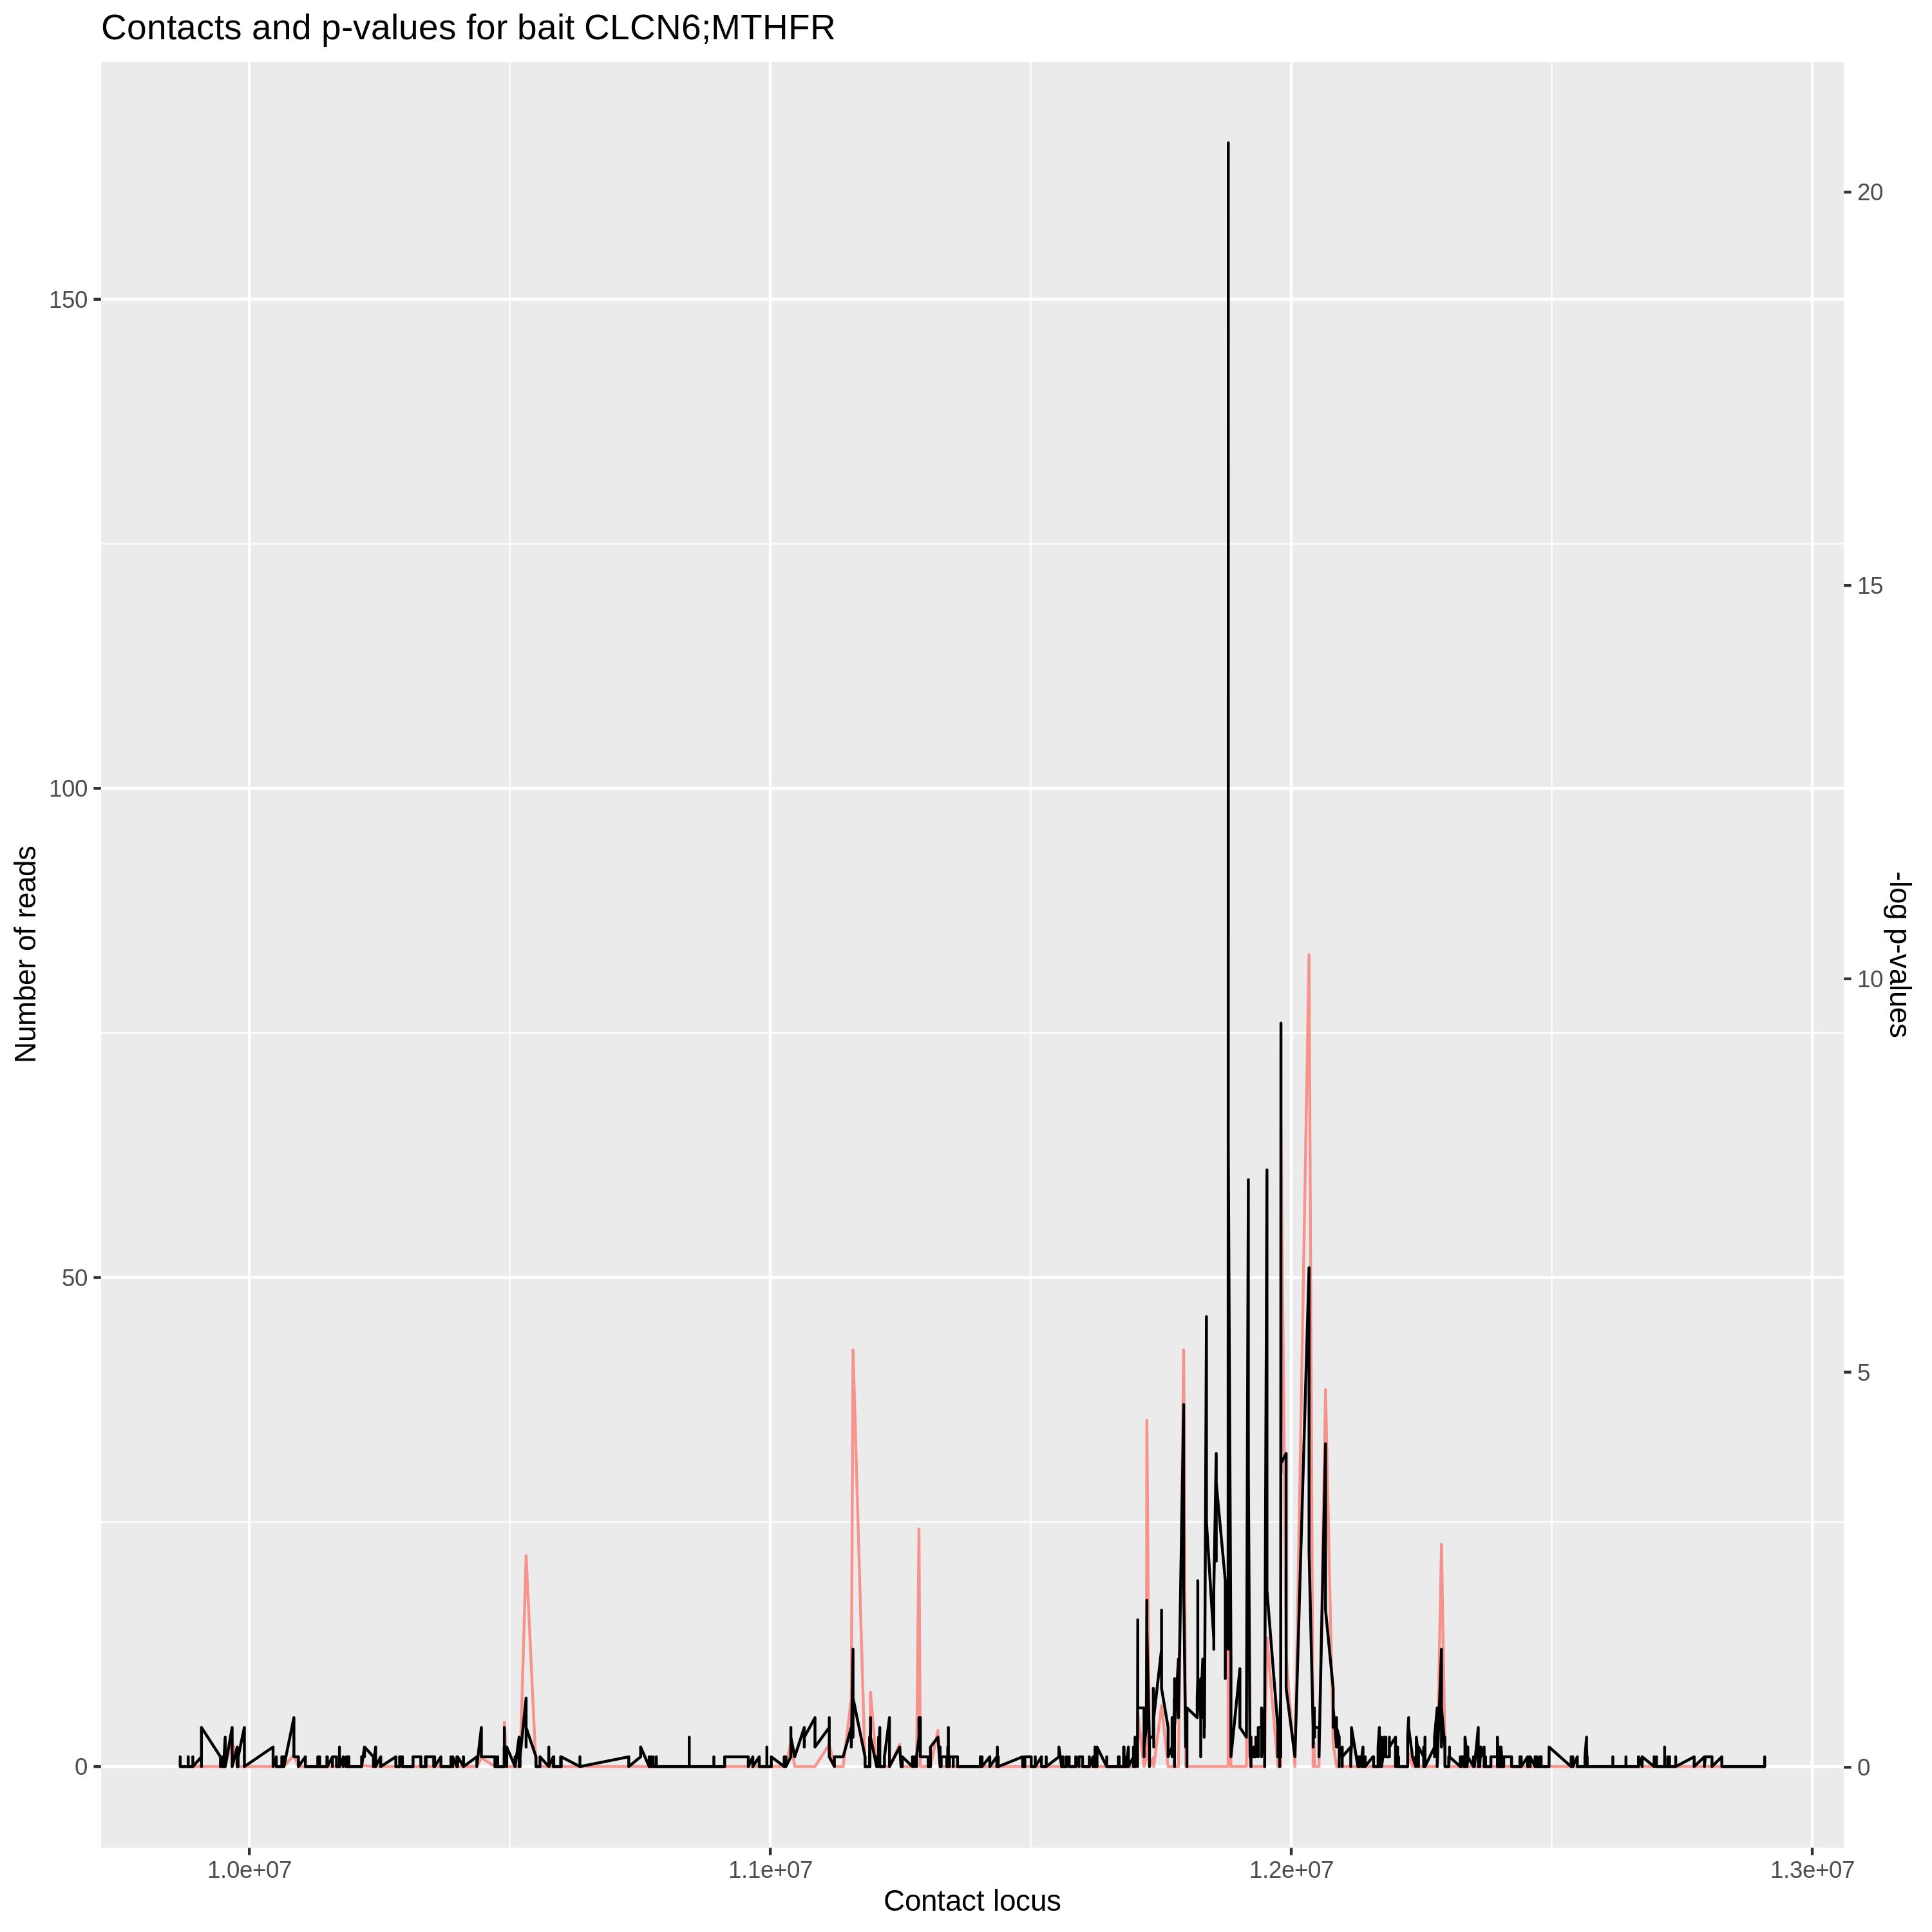 Contacts and p-values for bait CLCN6;MTHFR
Number of reads
150
100
50
0
20
15
10
5
0
-log p-values
1.0e+07
1.1e+07
1.2e+07
1.3e+07
Contact locus